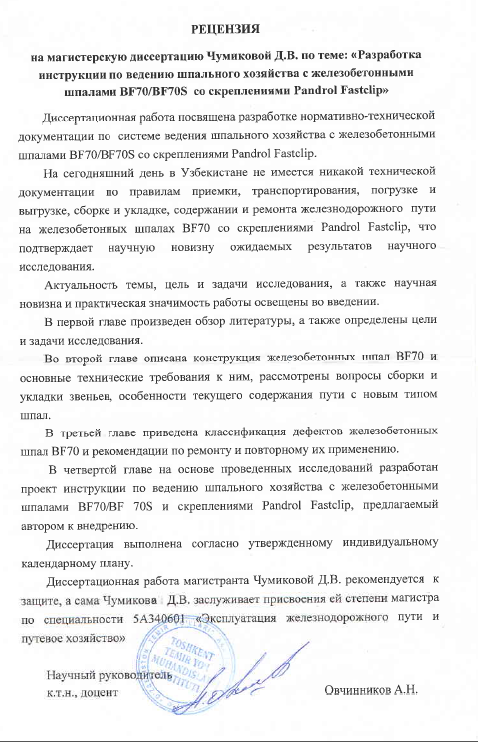 РЕЦЕНЗИЯ
на магистерскую диссертацию Чумиковой Д.В. по теме: «Разработка
инструкции по ведению шпального хозяйства с железобетонными
шпалами BF70/BF70S со скреплениями Pandrol Fastclip»
Диссертационная работа посвящена разработке нормативно-технической
документации по системе ведения шпального хозяйства с железобетонными
шпалами BF70/BF70S со скреплениями Pandrol Fastclip.
На сегодняшний день в Узбекистане не имеется никакой технической
документации по правилам приемки, транспортирования, погрузке и
выгрузке, сборке и укладке, содержании и ремонта железнодорожного пути
на железобетонных шпалах BF70 со скреплениями Pandrol Fastclip, что
подтверждает научную новизну ожидаемых результатов научного
исследования.
Актуальность темы, цель и задачи исследования, а также научная
новизна и практическая значимость работы освещены во введении.
В первой главе произведен обзор литературы, а также определены цели
и задачи исследования.
Во второй главе описана конструкция железобетонных шпал BF70 и
основные технические требования к ним, рассмотрены вопросы сборки и
укладки звеньев, особенности текущего содержания пути с новым типом
шпал.
В третьей главе приведена классификация дефектов железобетонных
шпал BF70 и рекомендации по ремонту и повторному их применению.
В четвертой главе на основе проведенных исследований разработан
проект инструкции по ведению шпального хозяйства с железобетонными
шпалами BF70/BF 70S и скреплениями Pandrol Fastclip, предлагаемый
автором к внедрению.
Диссертация выполнена согласно утвержденному индивидуальному
календарному плану.
Диссертационная работа магистранта Чумиковой Д.В. рекомендуется к
защите, а сама Чумикова Д.В. заслуживает присвоения ей степени магистра
по специальности 5А340601 «Эксплуатация железнодорожного пути и
путевое хозяйство»
TOSHKENT
TEMIR YO'L
MUHANDISLARI
INSTITUTI
Научный руководитель
к.т.н., доцент Овчинников А.Н.